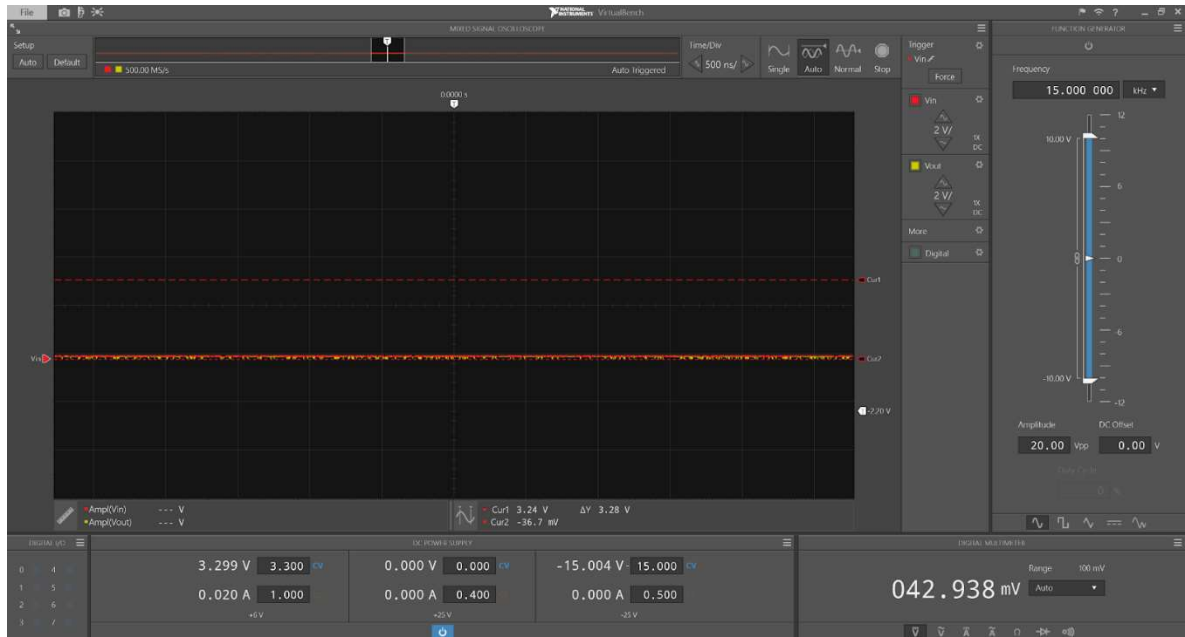 File
NATIONAL INSTRUMENTS VirtualBench
?
MIXED SIGNAL OSCILLOSCOPE
FUNCTION GENERATOR
Setup
Auto Default
500.00 MS/s
Auto Triggered
Time/Div
500 ns/
Single Auto Normal Stop
Trigger
Vin
Force
0.0000 s
T
Vin
2 V/
1X
DC
Vout
2 V/
1X
DC
More
Digital
Cur1
Vin
Cur2
-2.20 V
Frequency
15.000 000 kHz
12
10.00 V
6
0
-6
-10.00 V
-12
Amplitude DC Offset
20.00 Vpp 0.00 V
Duty Cycle
0 %
Ampl(Vin) --- V
Ampl(Vout) --- V
Cur1 3.24 V ΔY 3.28 V
Cur2 -36.7 mV
DIGITAL I/O
0 4
1 5
2 6
3 7
DC POWER SUPPLY
3.299 V 3.300 CV 0.000 V 0.000 CV -15.004 V - 15.000 CV
0.020 A 1.000 0.000 A 0.400 0.000 A 0.500
+6V +25V -25V
DIGITAL MULTIMETER
042.938 mV
Range 100 mV
Auto